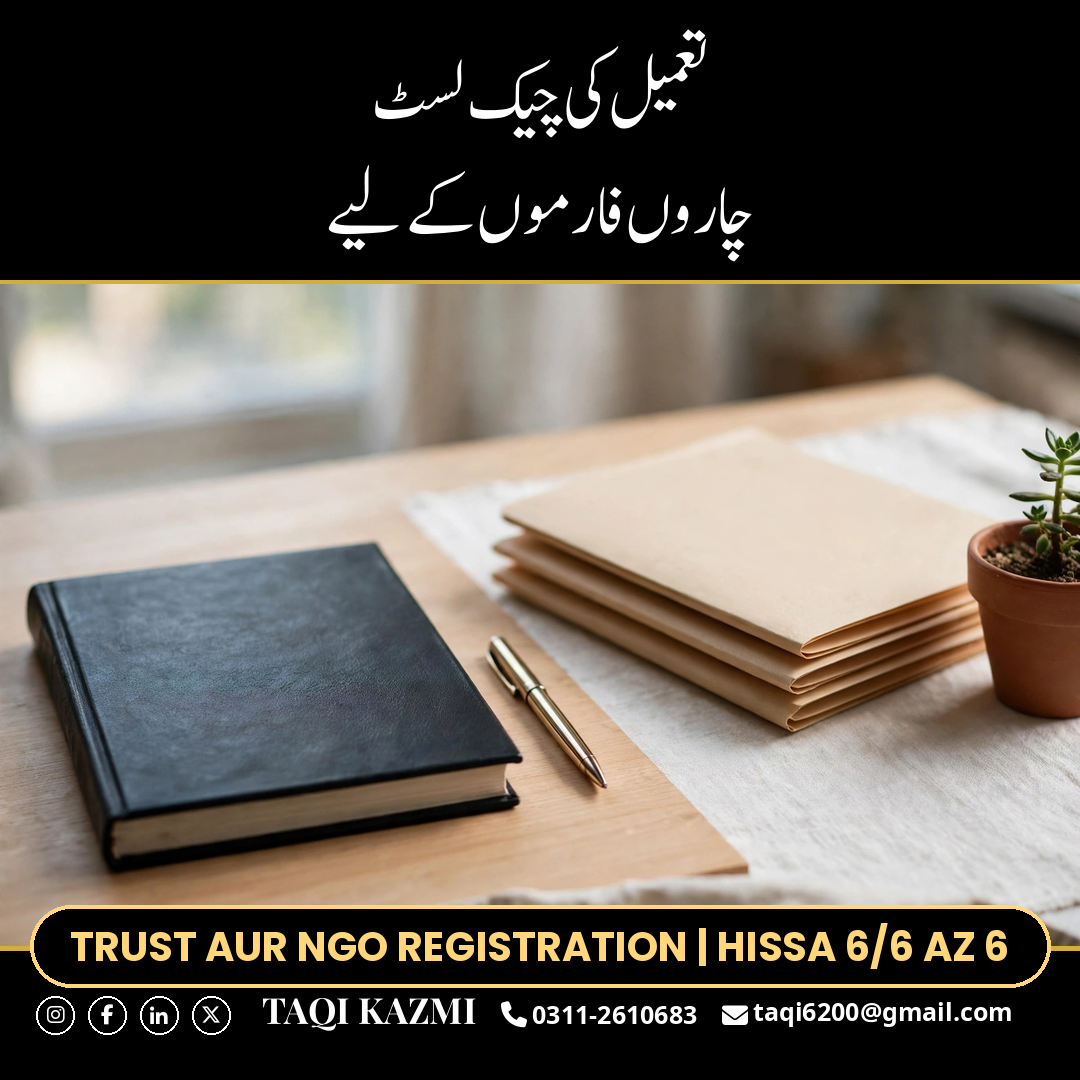 تعمیل کی چیک لسٹ
چاروں فارموں کے لیے
TRUST AUR NGO REGISTRATION | HISSA 6/6 AZ 6
TAQI KAZMI 0311-2610683 taqi6200@gmail.com